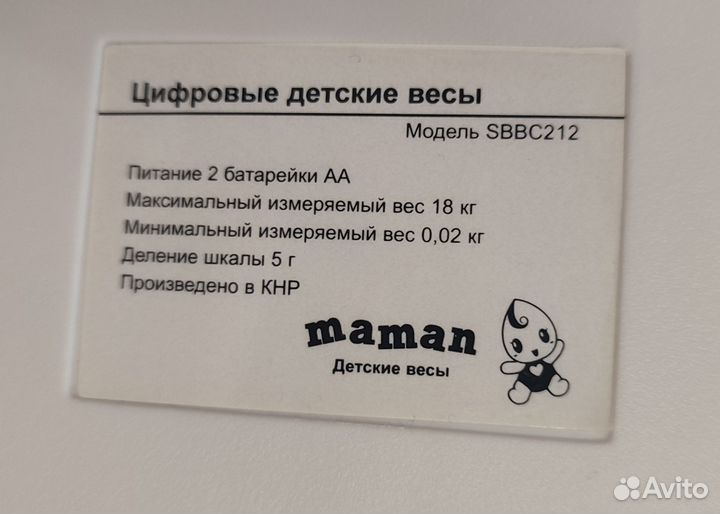 Цифровые детские весы
Модель SBBC212
Питание 2 батарейки АА
Максимальный измеряемый вес 18 кг
Минимальный измеряемый вес 0,02 кг
Деление шкалы 5 г
Произведено в КНР
maman
Детские весы
Avito